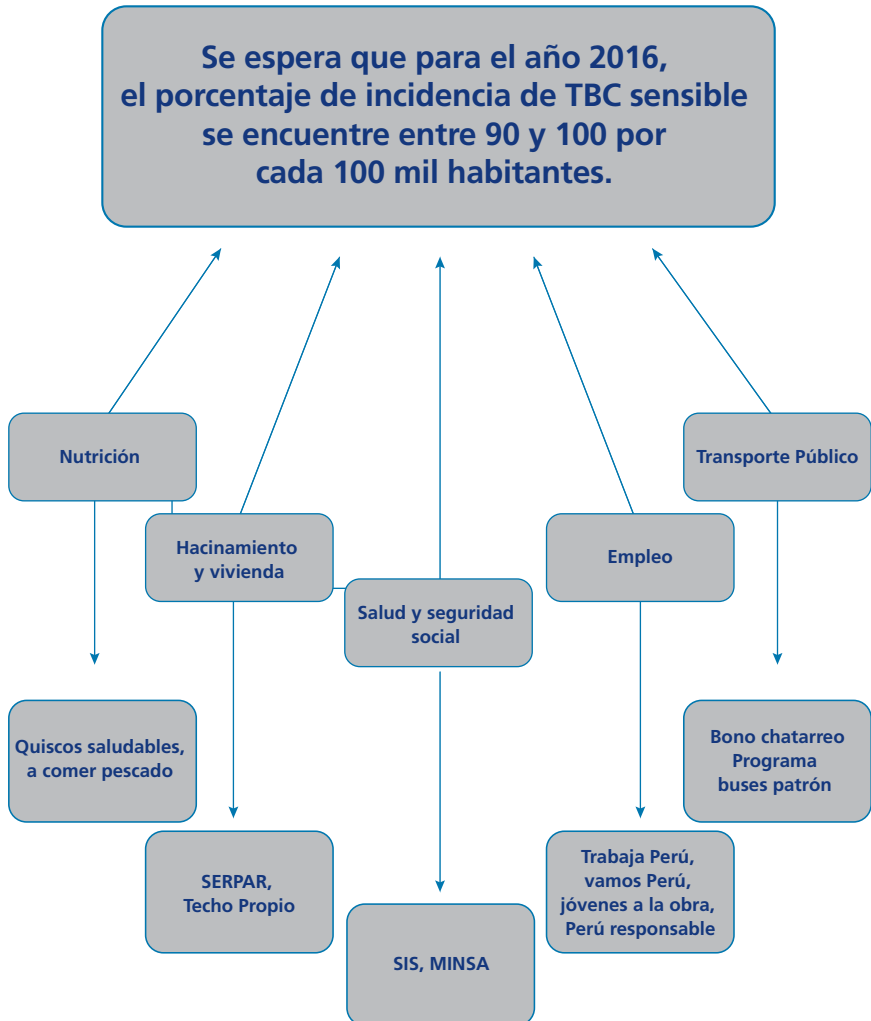 Se espera que para el año 2016,
el porcentaje de incidencia de TBC sensible
se encuentre entre 90 y 100 por
cada 100 mil habitantes.
Nutrición
Transporte Público
Hacinamiento
y vivienda
Empleo
Salud y seguridad
social
Quiscos saludables,
a comer pescado
Bono chatarreo
Programa
buses patrón
SERPAR,
Techo Propio
Trabaja Perú,
vamos Perú,
jóvenes a la obra,
Perú responsable
SIS, MINSA